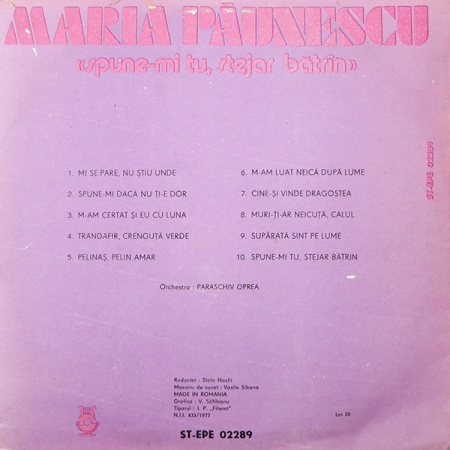 MARIA PĂUNESCU
«spune-mi tu, stejar bătrîn»
1. MI SE PARE, NU ȘTIU UNDE
2. SPUNE-MI DACĂ NU ȚI-E DOR
3. M-AM CERTAT ȘI EU CU LUNA
4. TRANDAFIR, CRENGUȚĂ VERDE
5. PELINAȘ, PELIN AMAR
6. M-AM LUAT NEICĂ DUPĂ LUME
7. CINE-ȘI VINDE DRAGOSTEA
8. MURI-ȚI-AR NEICUȚĂ, CALUL
9. SUPĂRATĂ SÎNT PE LUME
10. SPUNE-MI TU, STEJAR BĂTRÎN
Orchestra : PARASCHIV OPREA
Redactor : Stela Nachi
Maestru de sunet : Vasile Sibana
MADE IN ROMANIA
Grafica : V. Săhleanu
Tiparul : I. P. „Filaret"
N.I.I. 433/1977
Lei 26
ST-EPE 02289
ST-EPE 02289